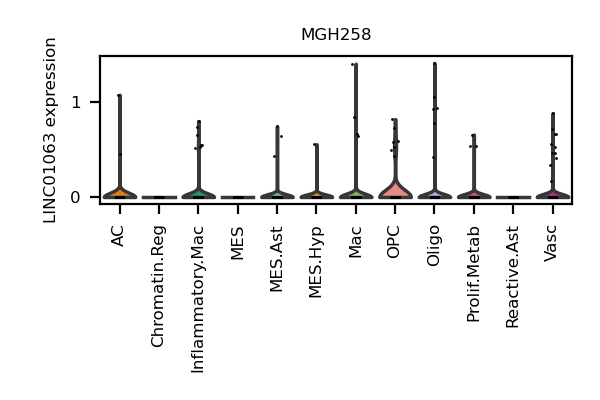 MGH258
LINC01063 expression
1
0
AC
Chromatin.Reg
Inflammatory.Mac
MES
MES.Ast
MES.Hyp
Mac
OPC
Oligo
Prolif.Metab
Reactive.Ast
Vasc